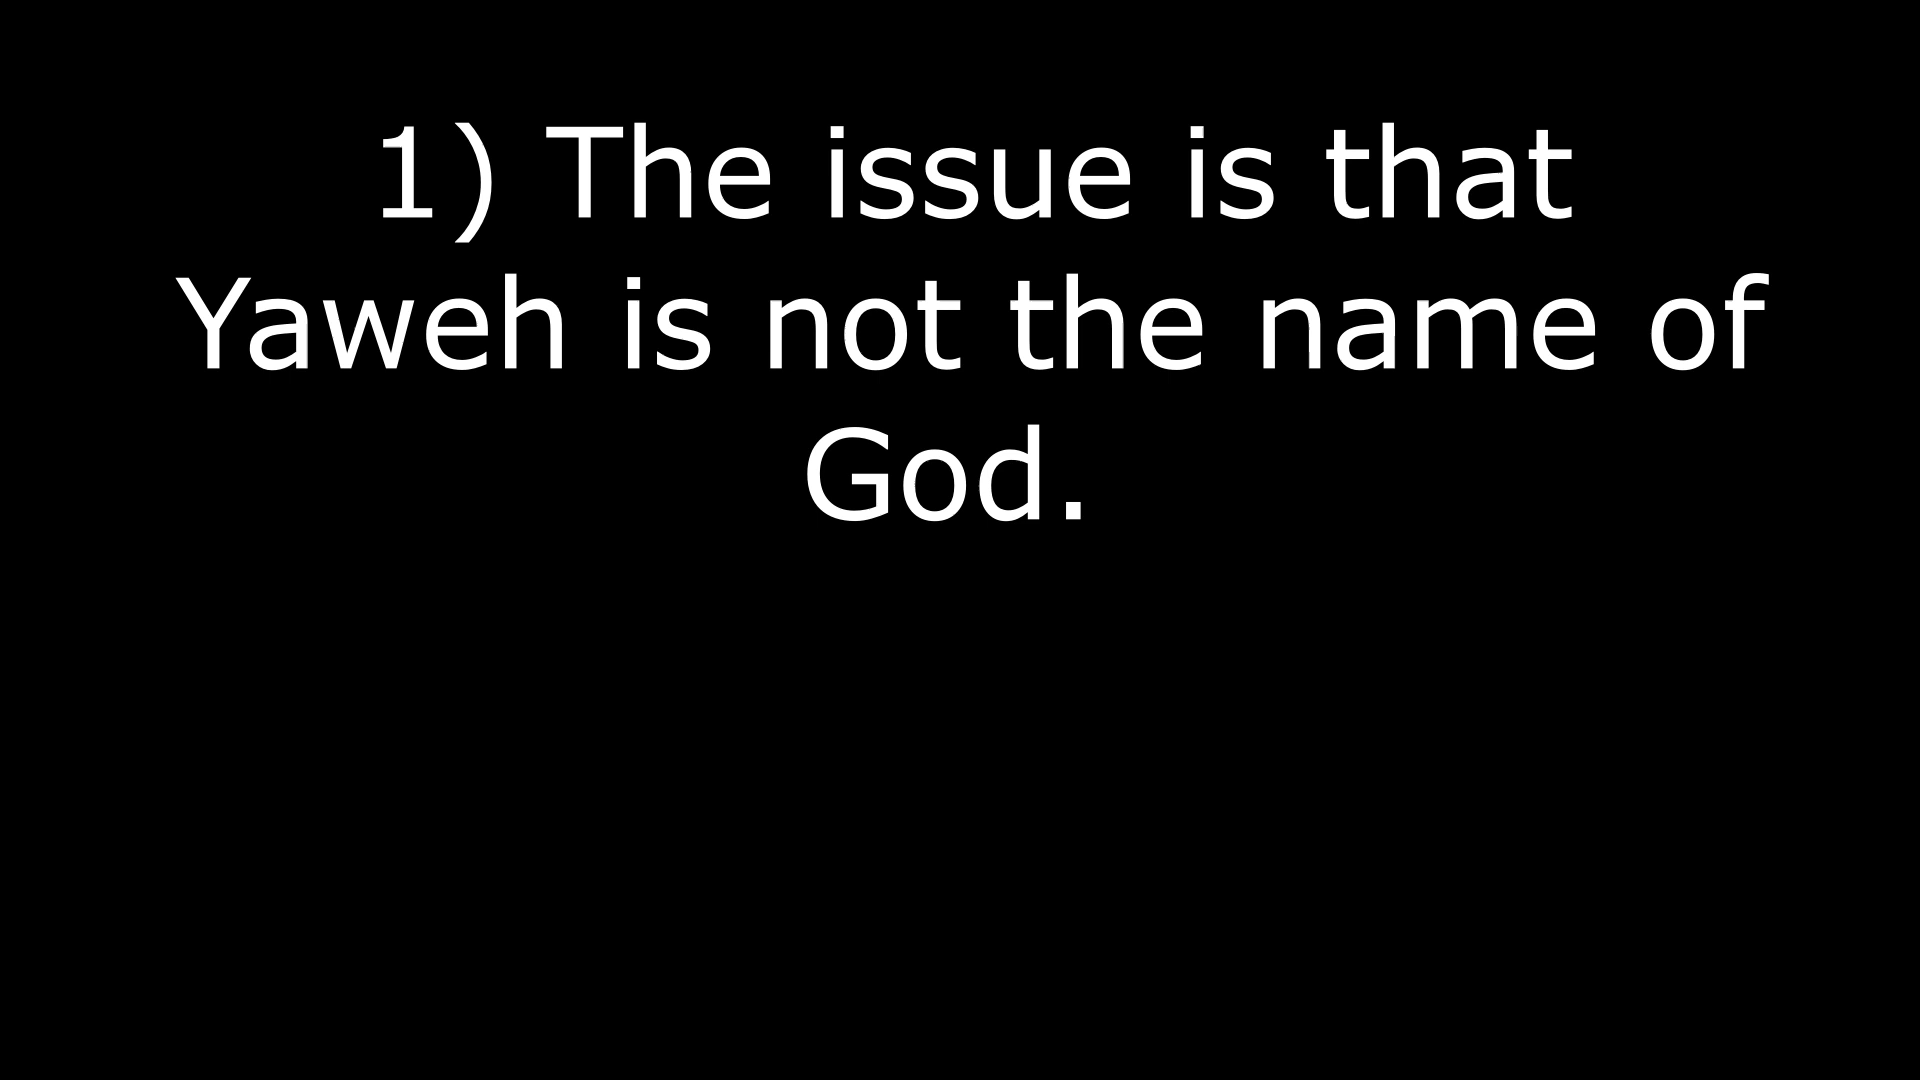 1) The issue is that
Yaweh is not the name of
God.